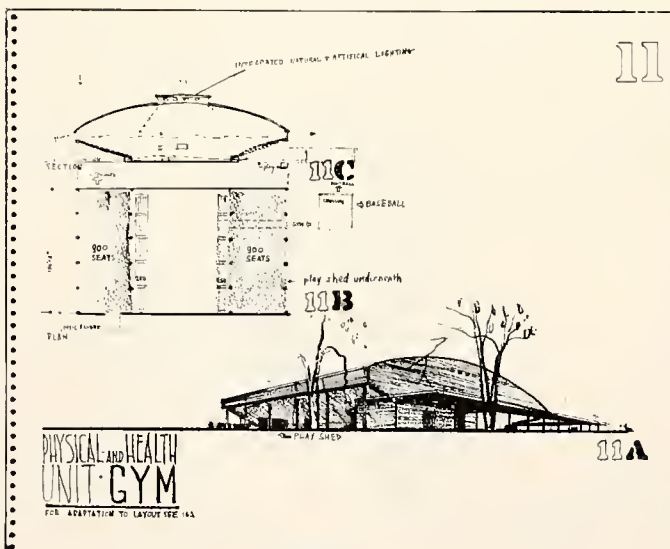 11
INTEGRATED NATURAL & ARTIFICAL LIGHTING
SECTION
11C
BASEBALL
900
SEATS
900
SEATS
play shed underneath
11B
PLAN
PLAY SHED
11A
PHYSICAL AND HEALTH
UNIT · GYM
FOR ADAPTATION TO LAYOUT SEE